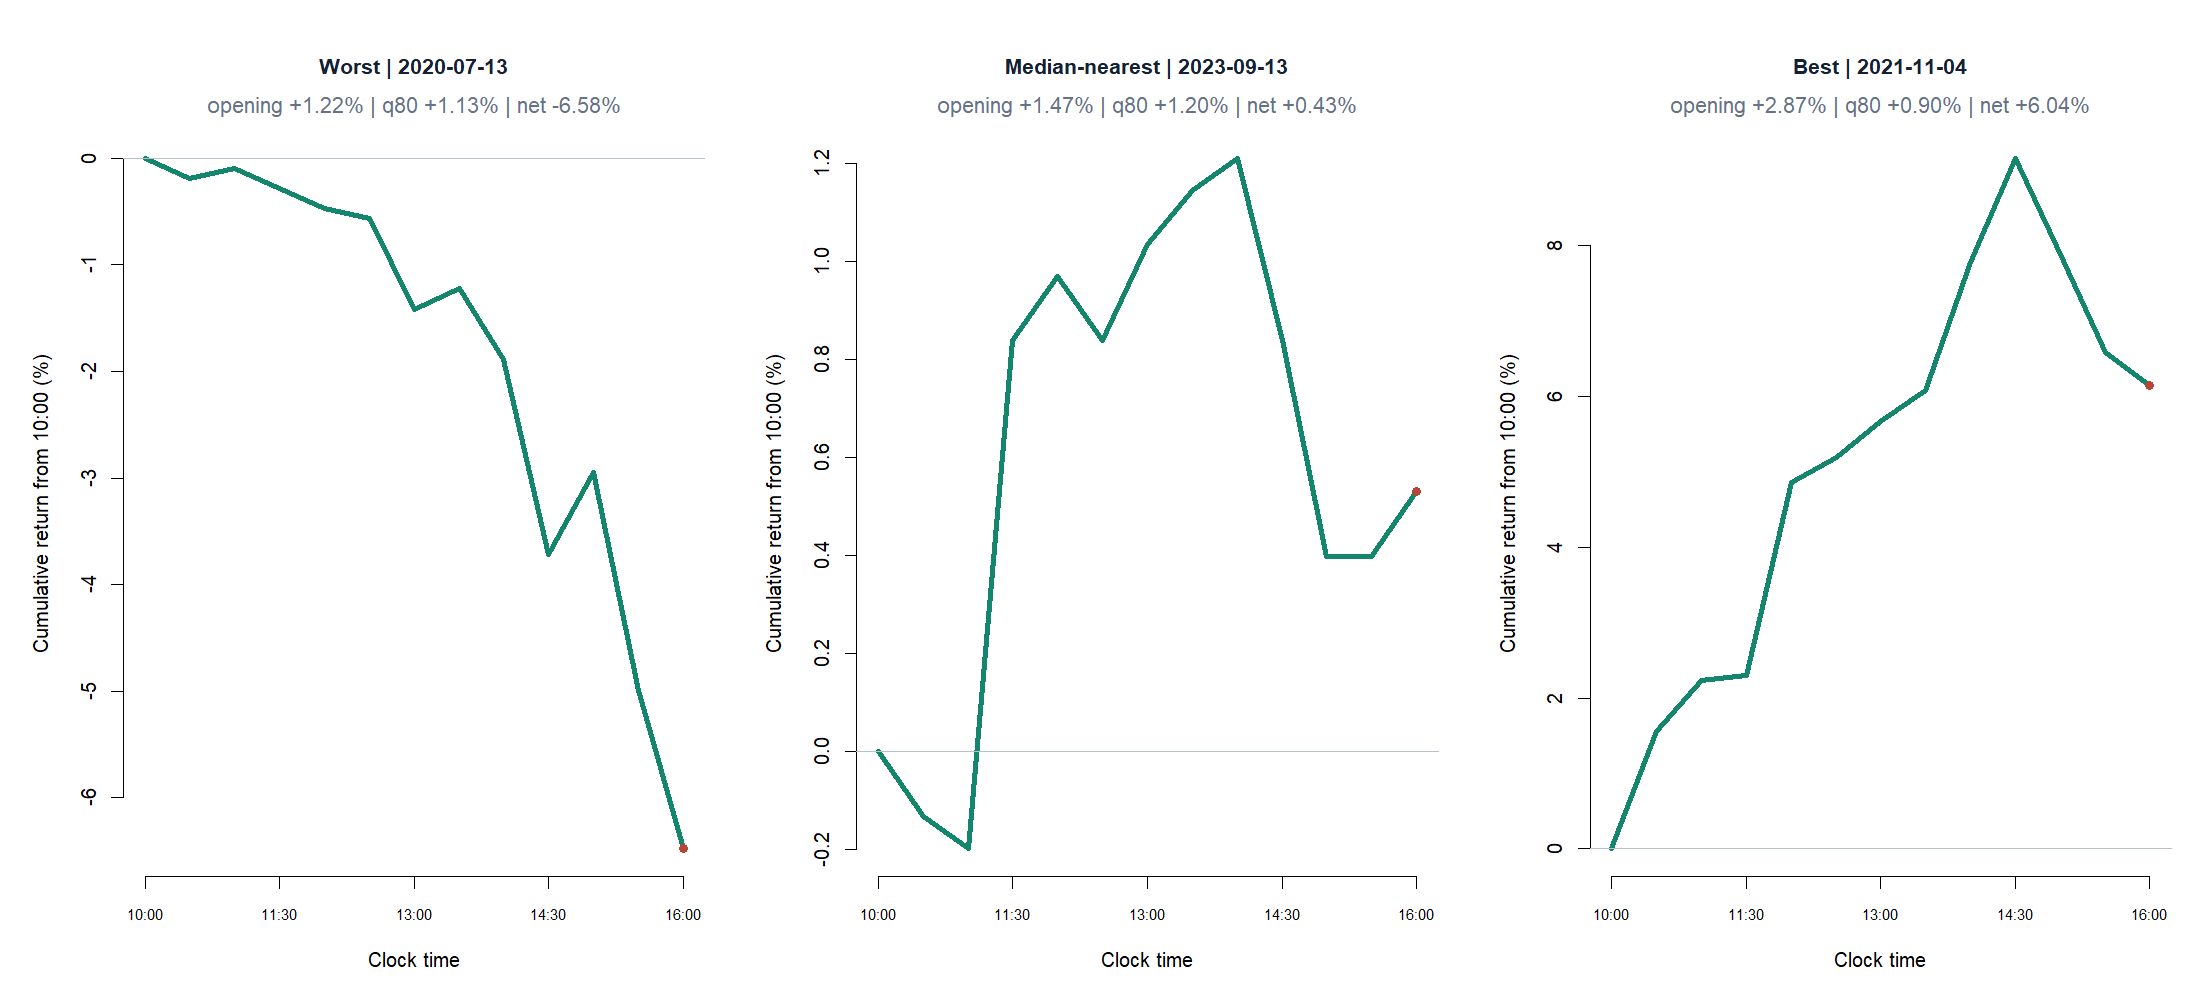 Worst | 2020-07-13
opening +1.22% | q80 +1.13% | net -6.58%
Cumulative return from 10:00 (%)
0
-1
-2
-3
-4
-5
-6
10:00 11:30 13:00 14:30 16:00
Clock time
Median-nearest | 2023-09-13
opening +1.47% | q80 +1.20% | net +0.43%
Cumulative return from 10:00 (%)
1.2
1.0
0.8
0.6
0.4
0.2
0.0
-0.2
10:00 11:30 13:00 14:30 16:00
Clock time
Best | 2021-11-04
opening +2.87% | q80 +0.90% | net +6.04%
Cumulative return from 10:00 (%)
8
6
4
2
0
10:00 11:30 13:00 14:30 16:00
Clock time